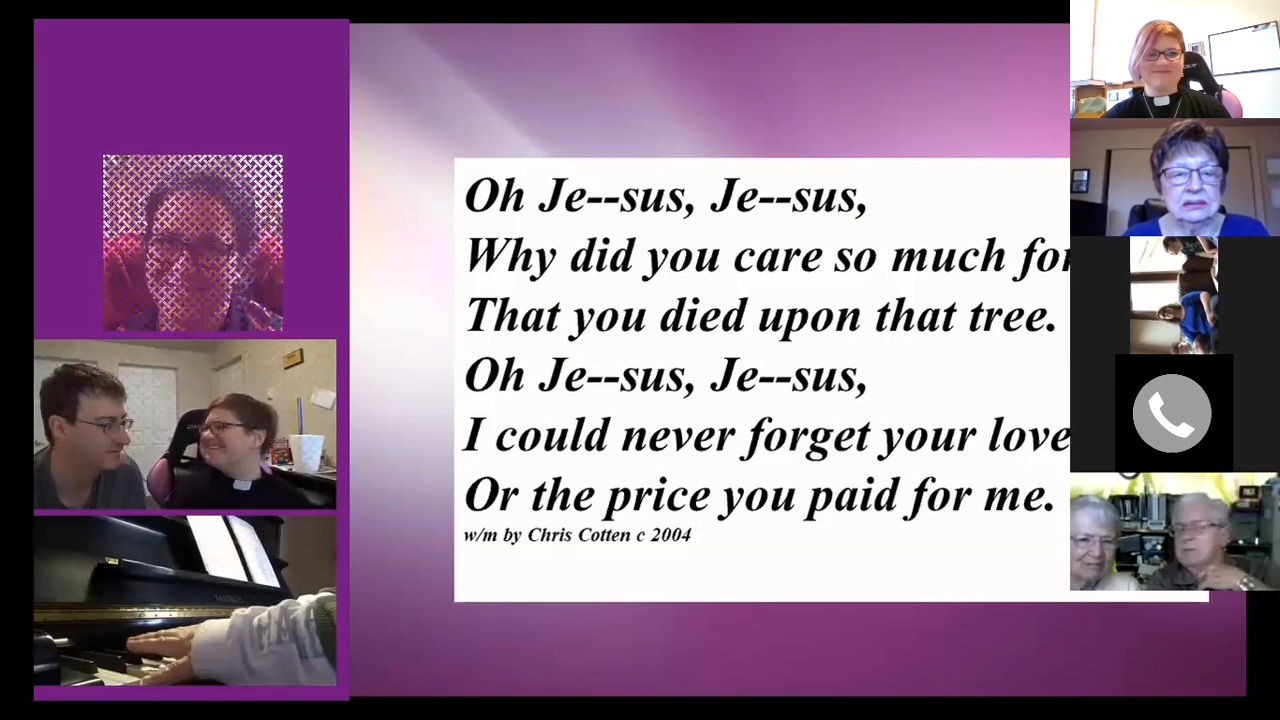 Oh Je--sus, Je--sus,
Why did you care so much for
That you died upon that tree.
Oh Je--sus, Je--sus,
I could never forget your love
Or the price you paid for me.
w/m by Chris Cotten c 2004